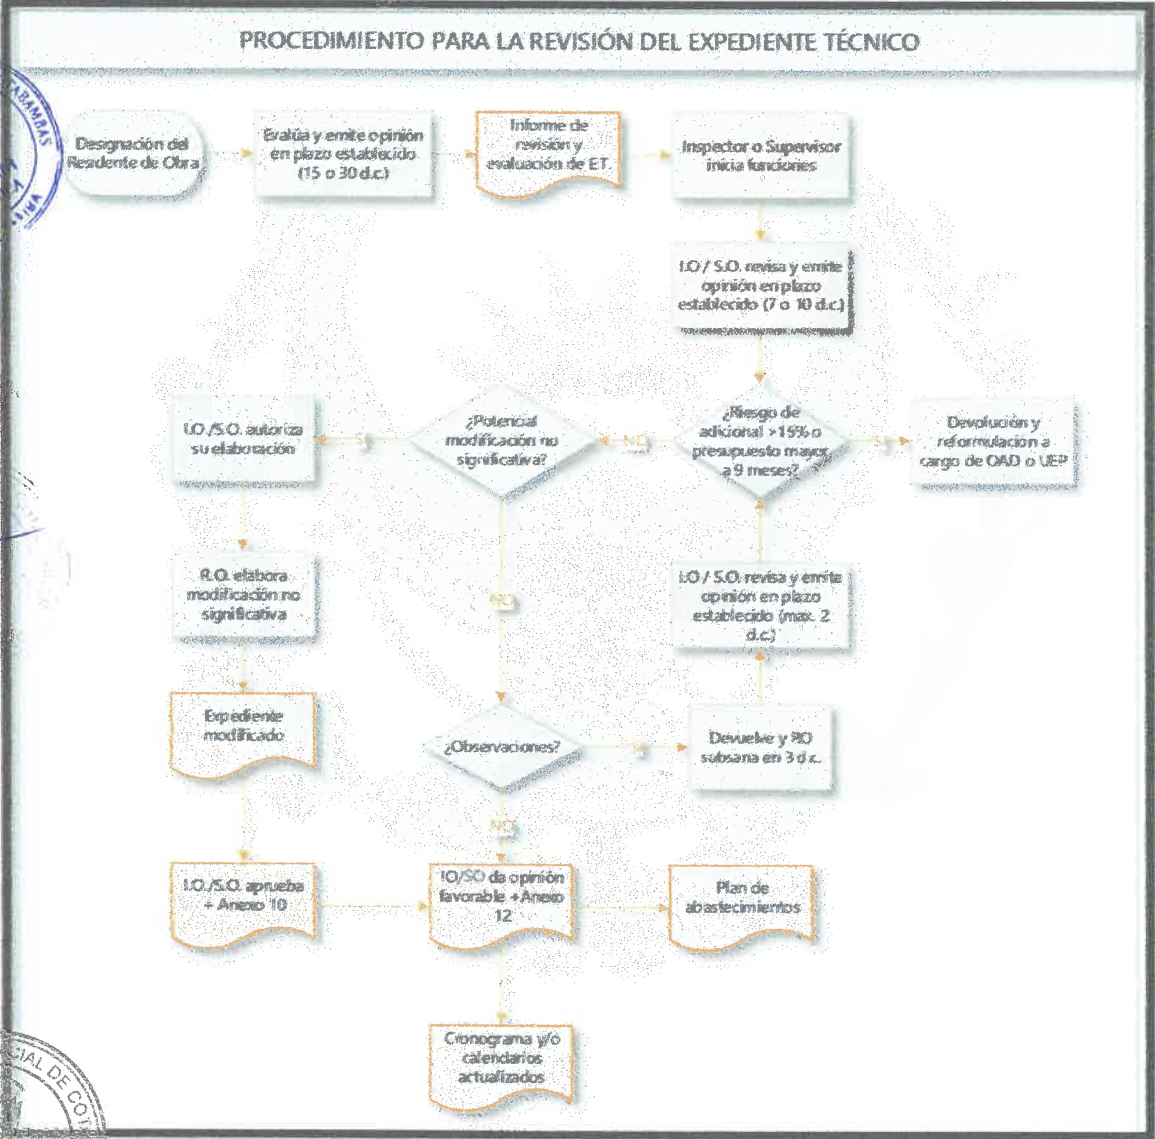 PROCEDIMIENTO PARA LA REVISIÓN DEL EXPEDIENTE TÉCNICO
Designación del
Residente de Obra
Evalúa y emite opinión
en plazo establecido
(15 o 30 d.c.)
Informe de
revisión y
evaluación de ET.
Inspector o Supervisor
inicia funciones
I.O / S.O. revisa y emite
opinión en plazo
establecido (7 o 10 d.c.)
¿Riesgo de
adicional >15% o
presupuesto mayor
a 9 meses?
SI
Devolución y
reformulación a
cargo de OAD o UEP
NO
¿Potencial
modificación no
significativa?
SI
I.O./S.O. autoriza
su elaboración
R.O. elabora
modificación no
significativa
Expediente
modificado
I.O./S.O. aprueba
+ Anexo 10
NO
¿Observaciones?
SI
Devuelve y RO
subsana en 3 d.c.
I.O / S.O. revisa y emite
opinión en plazo
establecido (max. 2
d.c.)
NO
IO/SO da opinión
favorable +Anexo
12
Plan de
abastecimientos
Cronograma y/o
calendarios
actualizados
TABAMBAS
CIAL DE COT